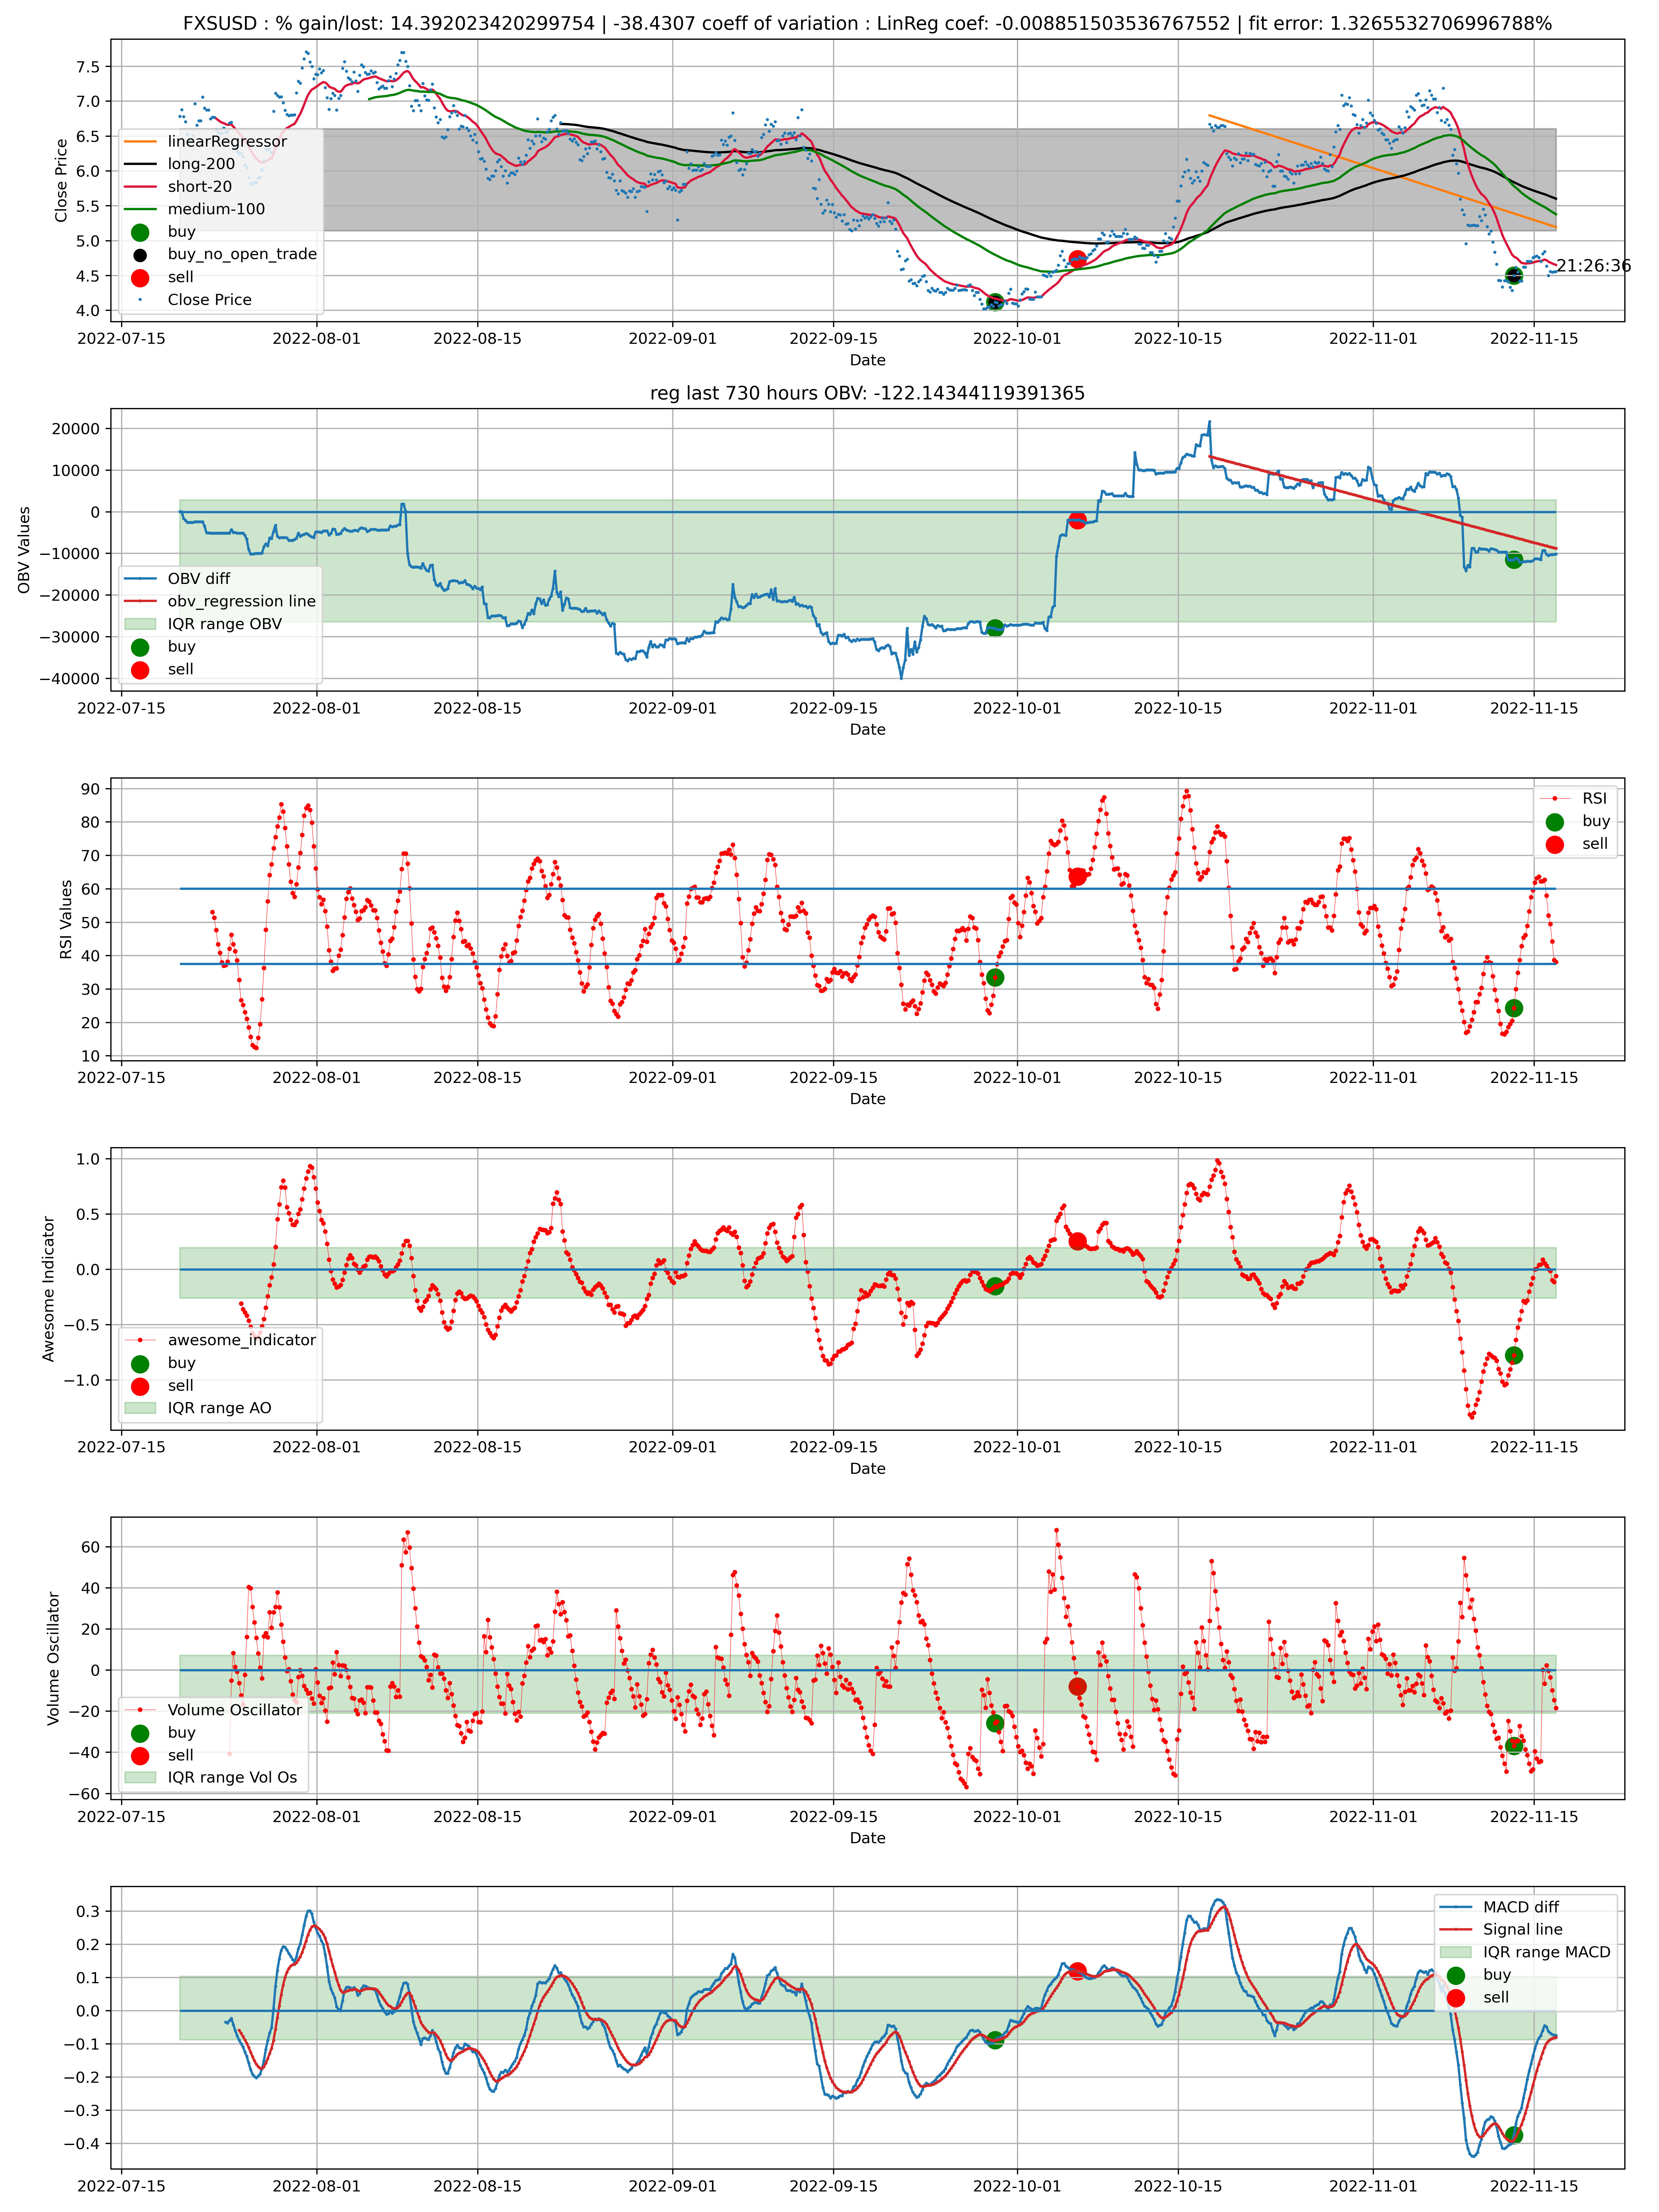 FXSUSD : % gain/lost: 14.392023420299754 | -38.4307 coeff of variation : LinReg coef: -0.008851503536767552 | fit error: 1.3265532706996788%
7.5
7.0
6.5
6.0
5.5
5.0
4.5
4.0
Close Price
linearRegressor
long-200
short-20
medium-100
buy
buy_no_open_trade
sell
Close Price
21:26:36
2022-07-15 2022-08-01 2022-08-15 2022-09-01 2022-09-15 2022-10-01 2022-10-15 2022-11-01 2022-11-15
Date
reg last 730 hours OBV: -122.14344119391365
20000
10000
0
−10000
−20000
−30000
−40000
OBV Values
OBV diff
obv_regression line
IQR range OBV
buy
sell
2022-07-15 2022-08-01 2022-08-15 2022-09-01 2022-09-15 2022-10-01 2022-10-15 2022-11-01 2022-11-15
Date
90
80
70
60
50
40
30
20
10
RSI Values
RSI
buy
sell
2022-07-15 2022-08-01 2022-08-15 2022-09-01 2022-09-15 2022-10-01 2022-10-15 2022-11-01 2022-11-15
Date
1.0
0.5
0.0
−0.5
−1.0
Awesome Indicator
awesome_indicator
buy
sell
IQR range AO
2022-07-15 2022-08-01 2022-08-15 2022-09-01 2022-09-15 2022-10-01 2022-10-15 2022-11-01 2022-11-15
Date
60
40
20
0
−20
−40
−60
Volume Oscillator
Volume Oscillator
buy
sell
IQR range Vol Os
2022-07-15 2022-08-01 2022-08-15 2022-09-01 2022-09-15 2022-10-01 2022-10-15 2022-11-01 2022-11-15
Date
0.3
0.2
0.1
0.0
−0.1
−0.2
−0.3
−0.4
MACD diff
Signal line
IQR range MACD
buy
sell
2022-07-15 2022-08-01 2022-08-15 2022-09-01 2022-09-15 2022-10-01 2022-10-15 2022-11-01 2022-11-15